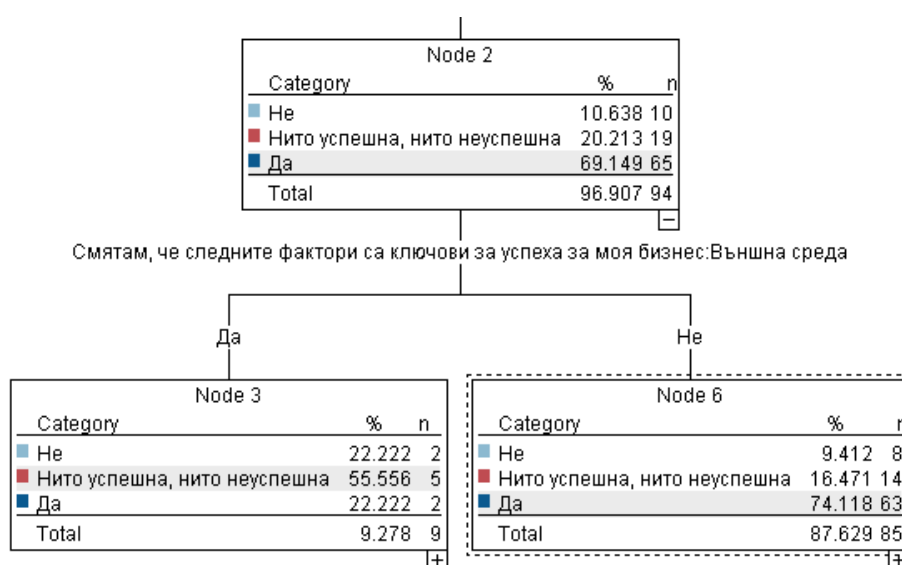 Node 2
Category % n
Не 10.638 10
Нито успешна, нито неуспешна 20.213 19
Да 69.149 65
Total 96.907 94
Смятам, че следните фактори са ключови за успеха за моя бизнес:Външна среда
Да Не
Node 3
Category % n
Не 22.222 2
Нито успешна, нито неуспешна 55.556 5
Да 22.222 2
Total 9.278 9
Node 6
Category % n
Не 9.412 8
Нито успешна, нито неуспешна 16.471 14
Да 74.118 63
Total 87.629 85